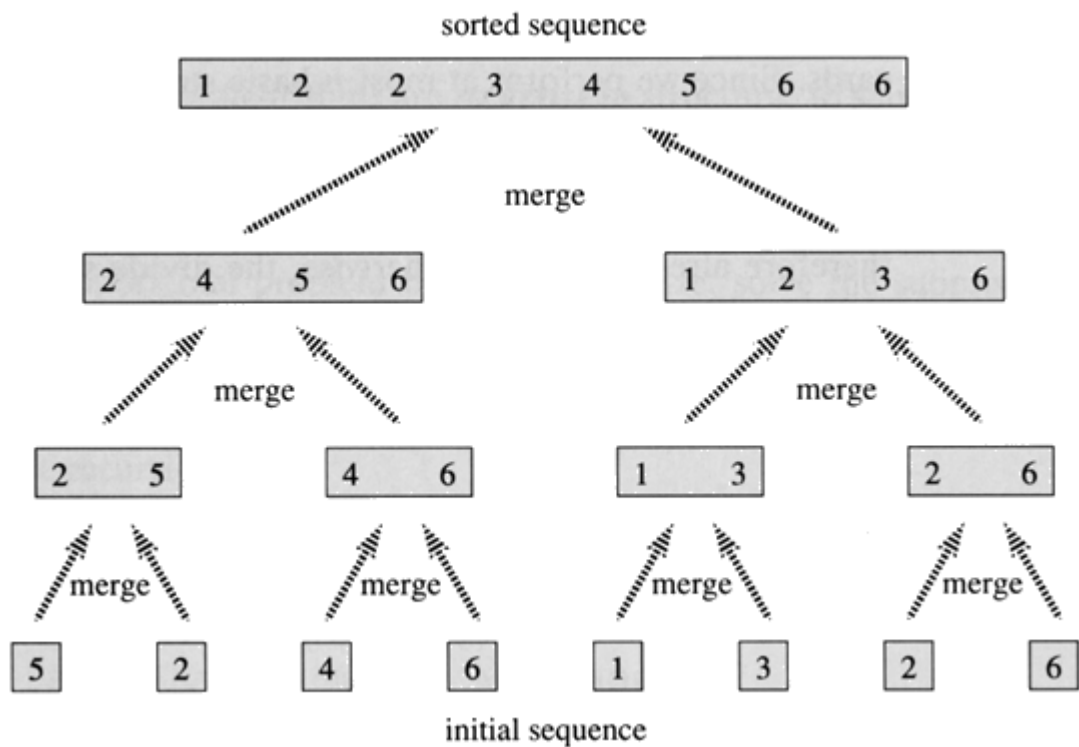 sorted sequence
1 2 2 3 4 5 6 6
merge
2 4 5 6
1 2 3 6
merge
merge
2 5
4 6
1 3
2 6
merge
merge
merge
merge
5
2
4
6
1
3
2
6
initial sequence